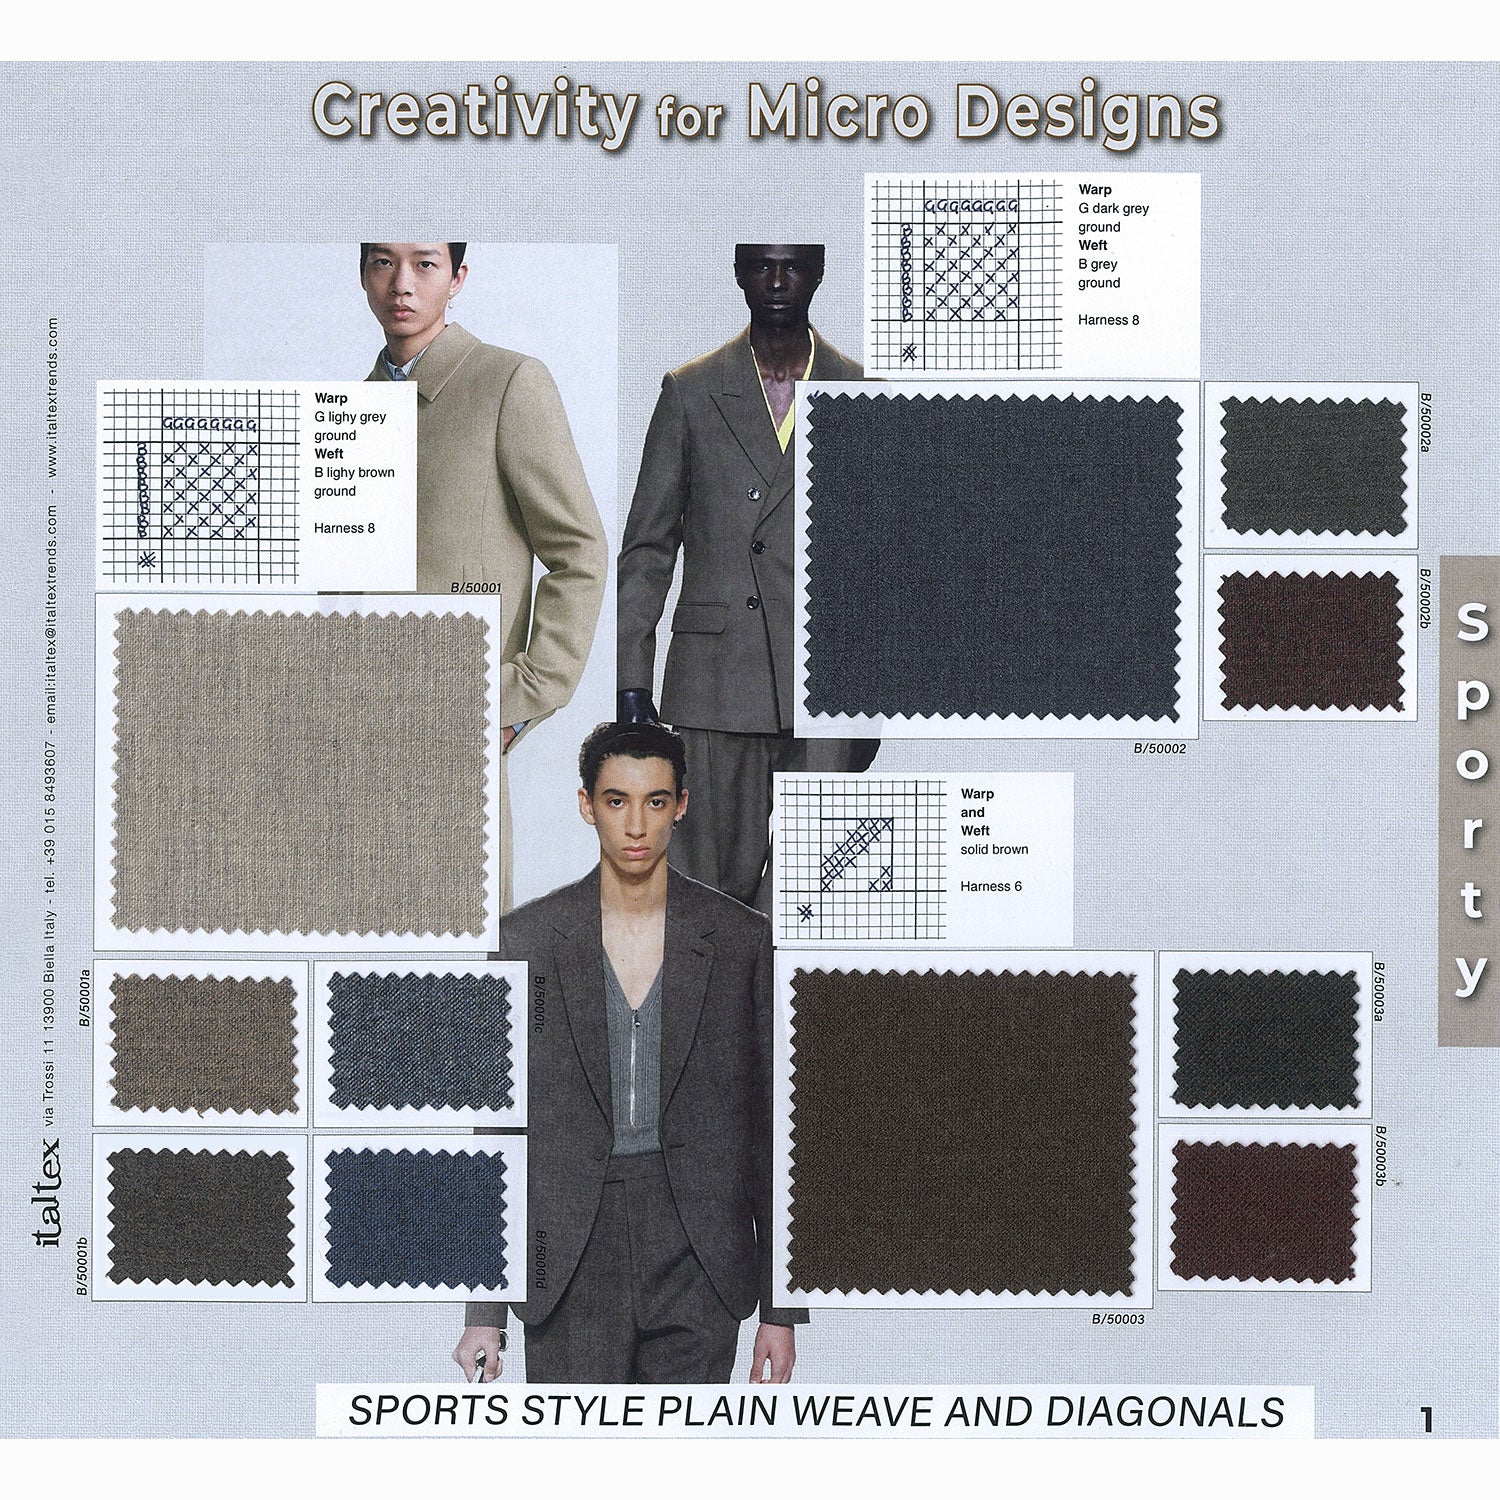 Creativity for Micro Designs
Warp
G dark grey
ground
Weft
B grey
ground
Harness 8
GGGGGGGG
Warp
G lighy grey
ground
Weft
B lighy brown
ground
Harness 8
GGGGGGGG
B/50001
B/50002
B/50002a
B/50002b
Warp
and
Weft
solid brown
Harness 6
B/50001a
B/50001c
B/50001b
B/50001d
B/50003
B/50003a
B/50003b
Sporty
italtex via Trossi 11 13900 Biella Italy - tel. +39 015 8493607 - email:italtex@italtextrends.com - www.italtextrends.com
SPORTS STYLE PLAIN WEAVE AND DIAGONALS
1